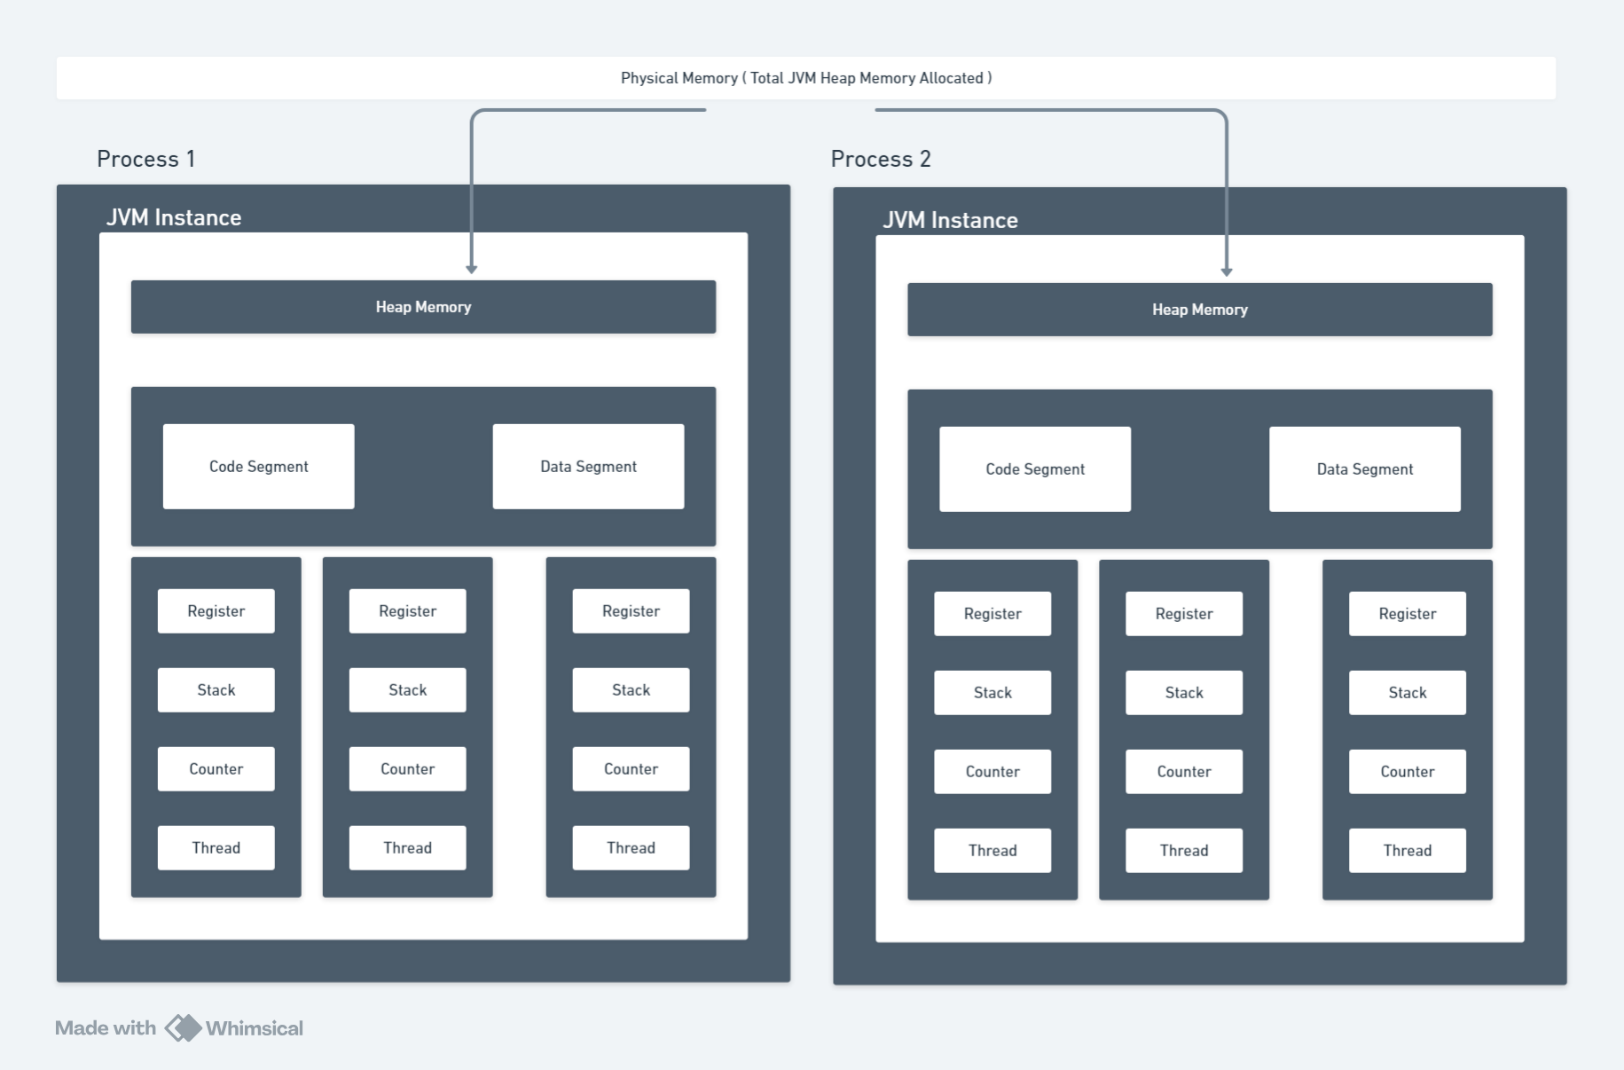 Physical Memory ( Total JVM Heap Memory Allocated )
Process 1
JVM Instance
Heap Memory
Code Segment
Data Segment
Register
Register
Register
Stack
Stack
Stack
Counter
Counter
Counter
Thread
Thread
Thread
Process 2
JVM Instance
Heap Memory
Code Segment
Data Segment
Register
Register
Register
Stack
Stack
Stack
Counter
Counter
Counter
Thread
Thread
Thread
Made with Whimsical